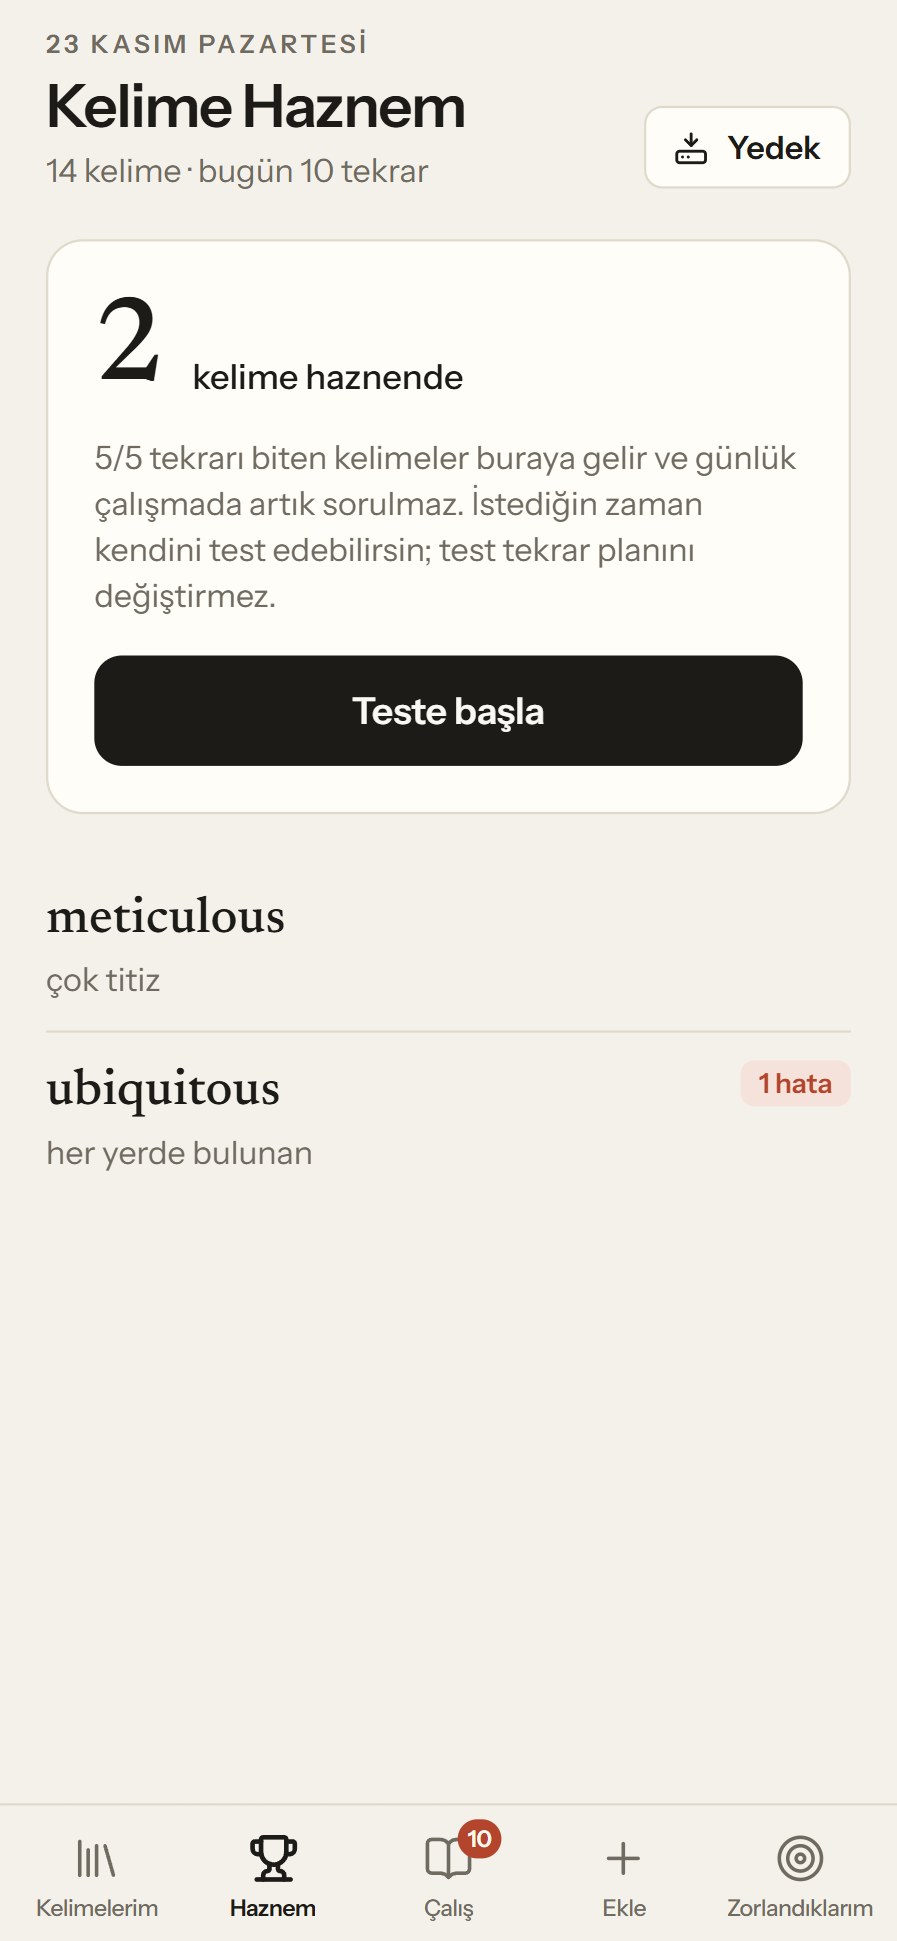 23 KASIM PAZARTESİ
Kelime Haznem
14 kelime · bugün 10 tekrar
Yedek
2 kelime haznende
5/5 tekrarı biten kelimeler buraya gelir ve günlük
çalışmada artık sorulmaz. İstediğin zaman
kendini test edebilirsin; test tekrar planını
değiştirmez.
Teste başla
meticulous
çok titiz
ubiquitous
1 hata
her yerde bulunan
10
Kelimelerim
Haznem
Çalış
Ekle
Zorlandıklarım